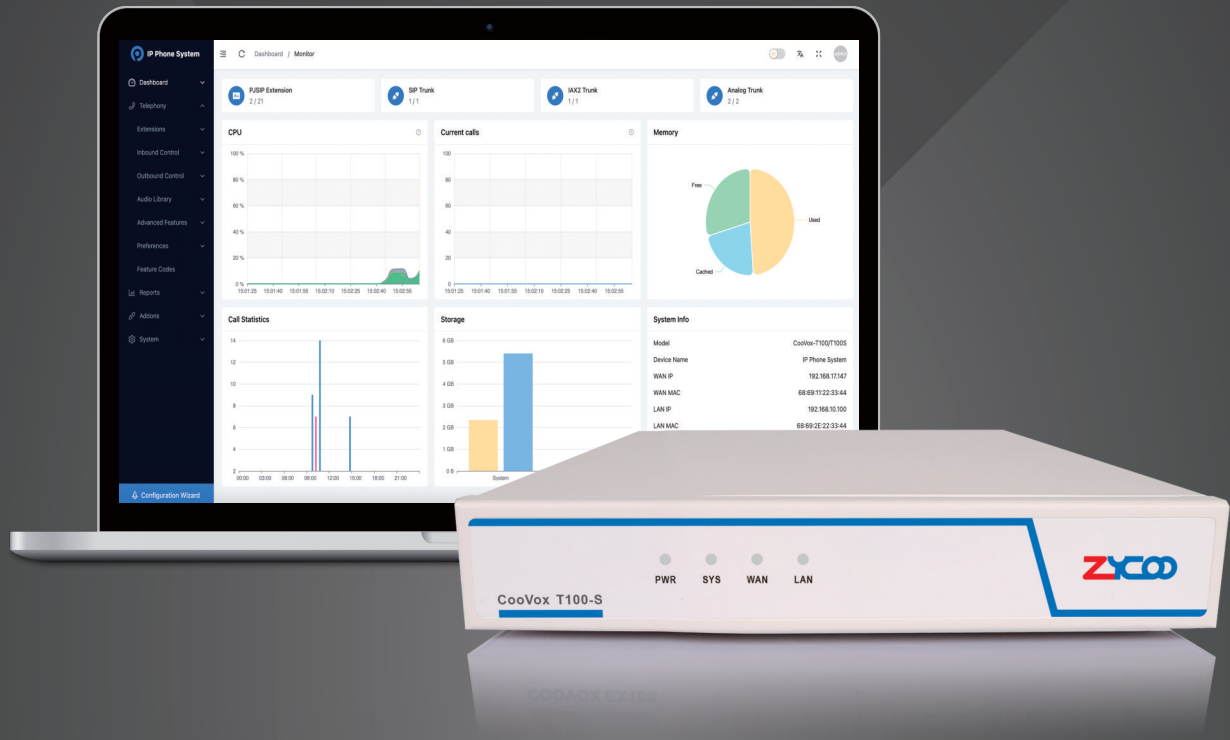 IP Phone System
Dashboard / Monitor
Dashboard
Telephony
Extensions
Inbound Control
Outbound Control
Audio Library
Advanced Features
Preferences
Feature Codes
Reports
Addons
System
Configuration Wizard
PJSIP Extension
2 / 21
SIP Trunk
1 / 1
IAX2 Trunk
1 / 1
Analog Trunk
2 / 2
CPU
100 %
80 %
60 %
40 %
20 %
0 %
15:01:25 15:01:40 15:01:55 15:02:10 15:02:25 15:02:40 15:02:55
Current calls
100
80
60
40
20
0
15:01:25 15:01:40 15:01:55 15:02:10 15:02:25 15:02:40 15:02:55
Memory
Free
Used
Cached
Call Statistics
14
12
10
8
6
4
2
00:00 03:00 06:00 09:00 12:00 15:00 18:00 21:00
Storage
6 GB
5 GB
4 GB
3 GB
2 GB
1 GB
0 B
System
System Info
Model CooVox-T100/T100S
Device Name IP Phone System
WAN IP 192.168.17.147
WAN MAC 68:69:11:22:33:44
LAN IP 192.168.10.100
LAN MAC 68:69:2E:22:33:44
PWR SYS WAN LAN
CooVox T100-S
ZYCOO